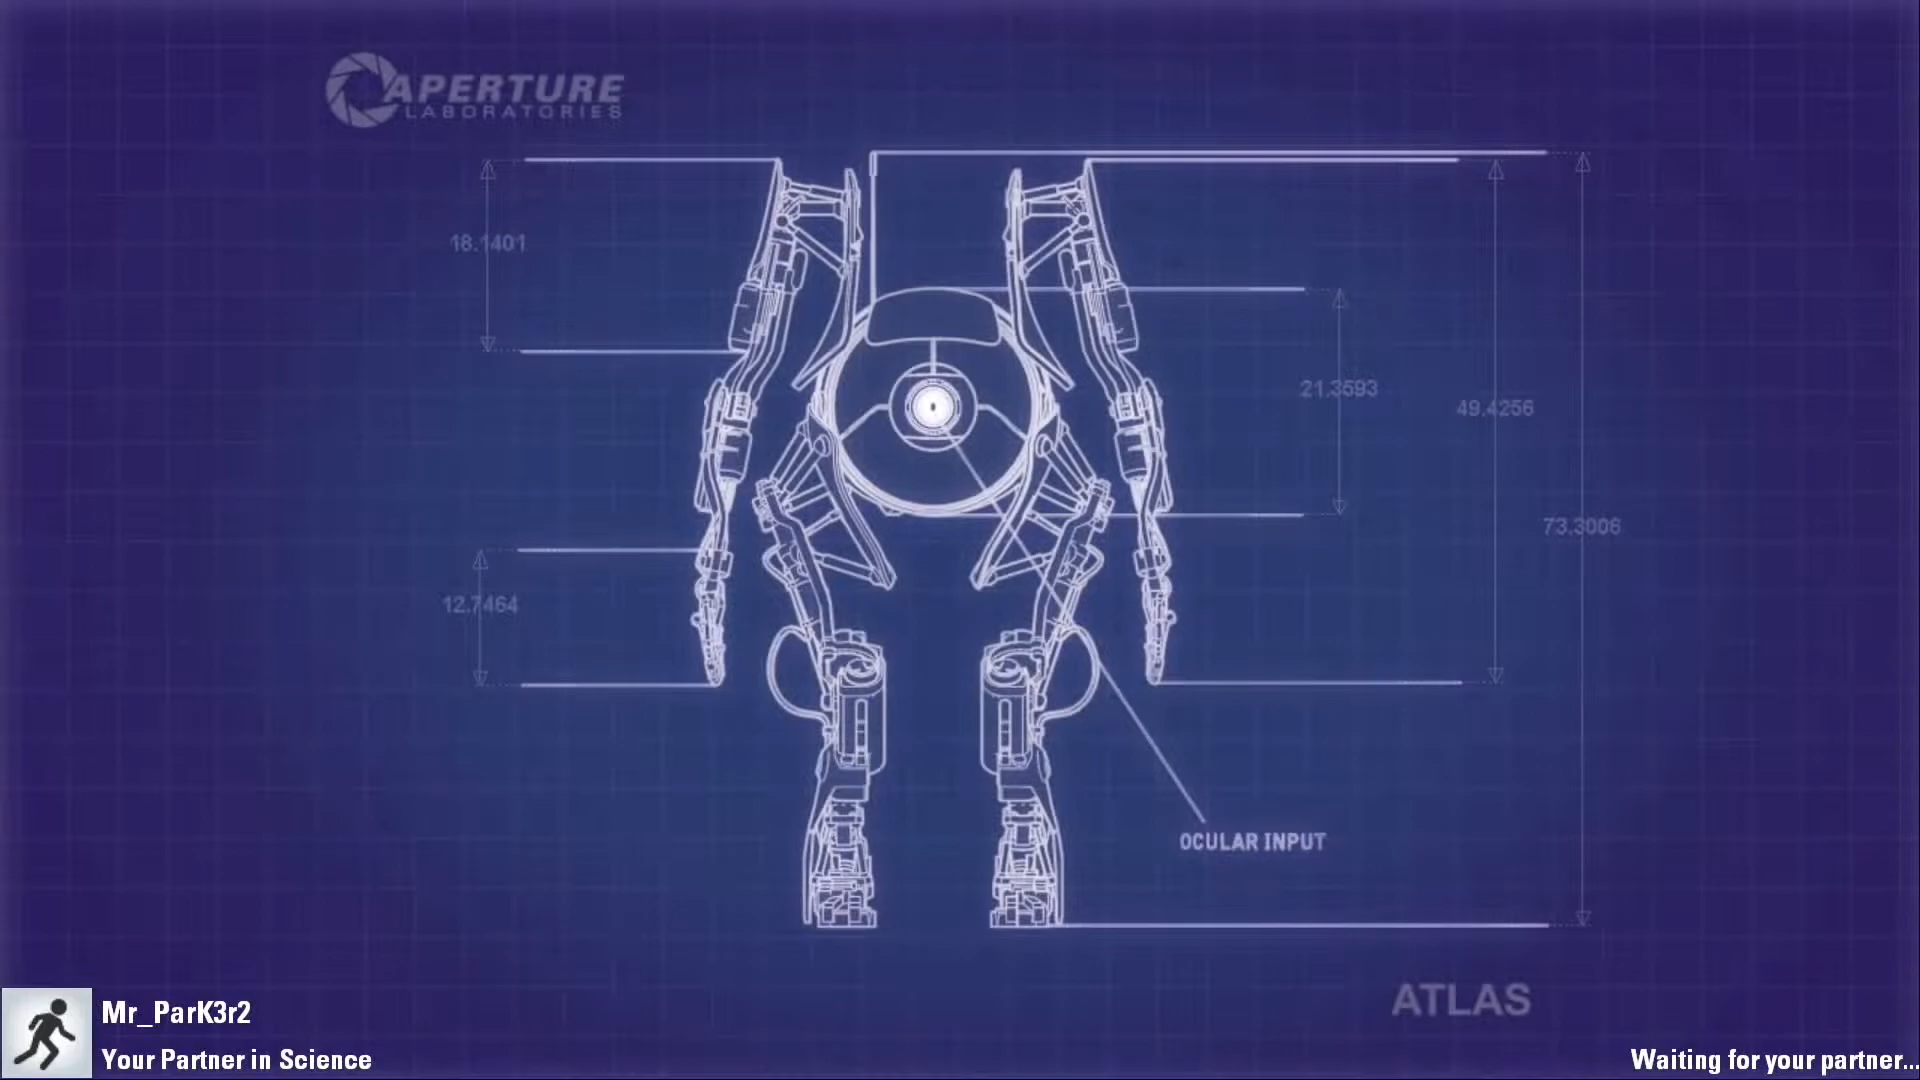 APERTURE
LABORATORIES
18.1401
21.3593
49.4256
73.3006
12.7464
OCULAR INPUT
ATLAS
Mr_ParK3r2
Your Partner in Science
Waiting for your partner...